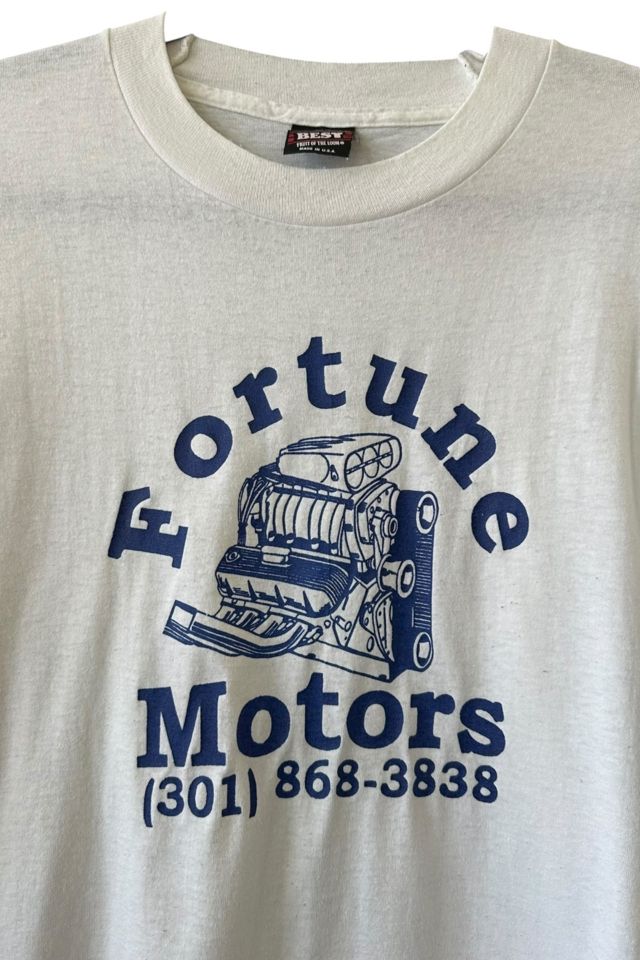 BEST
FRUIT OF THE LOOM®
MADE IN U.S.A.
Fortune
Motors
(301) 868-3838